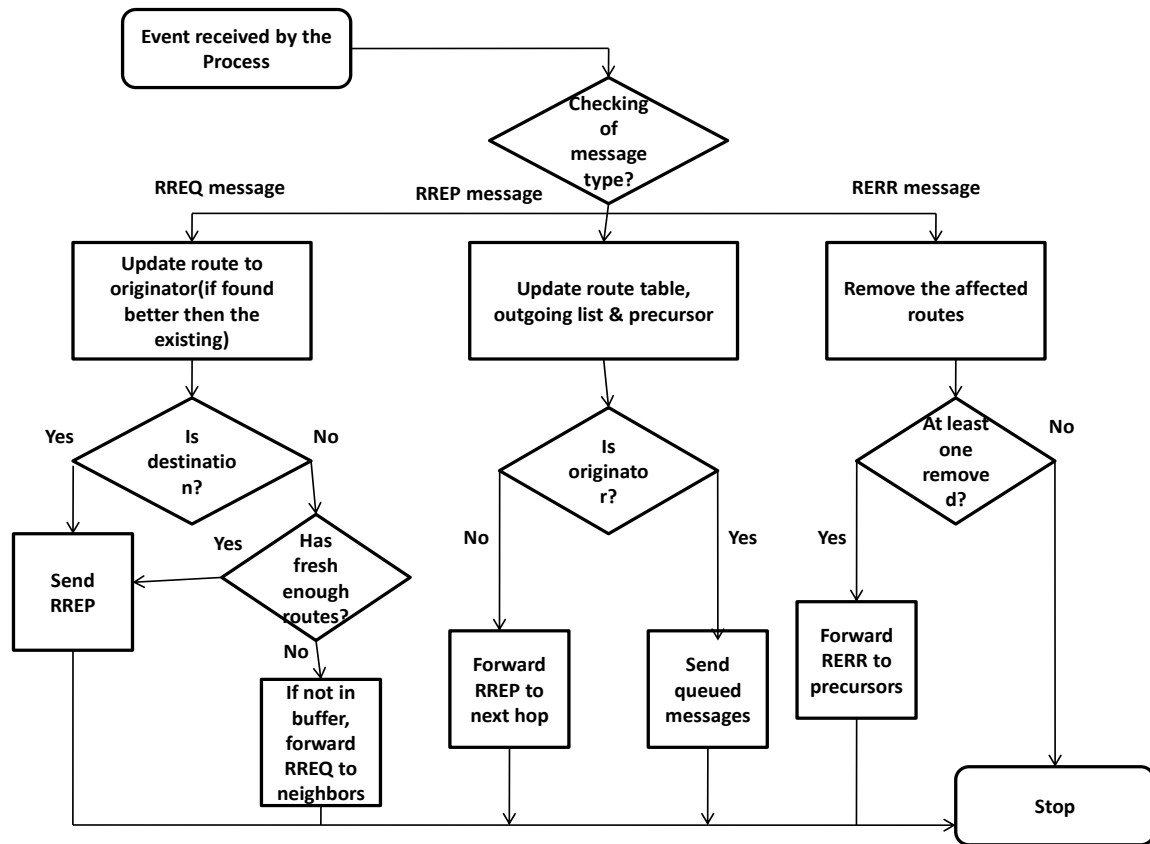 Event received by the
Process
Checking
of
message
type?
RREQ message
RREP message
RERR message
Update route to
originator(if found
better then the
existing)
Update route table,
outgoing list & precursor
Remove the affected
routes
Yes
Is
destinatio
n?
No
Is
originato
r?
At least
one
remove
d?
No
Send
RREP
Yes
Has
fresh
enough
routes?
No
No
Yes
Yes
If not in
buffer,
forward
RREQ to
neighbors
Forward
RREP to
next hop
Send
queued
messages
Forward
RERR to
precursors
Stop